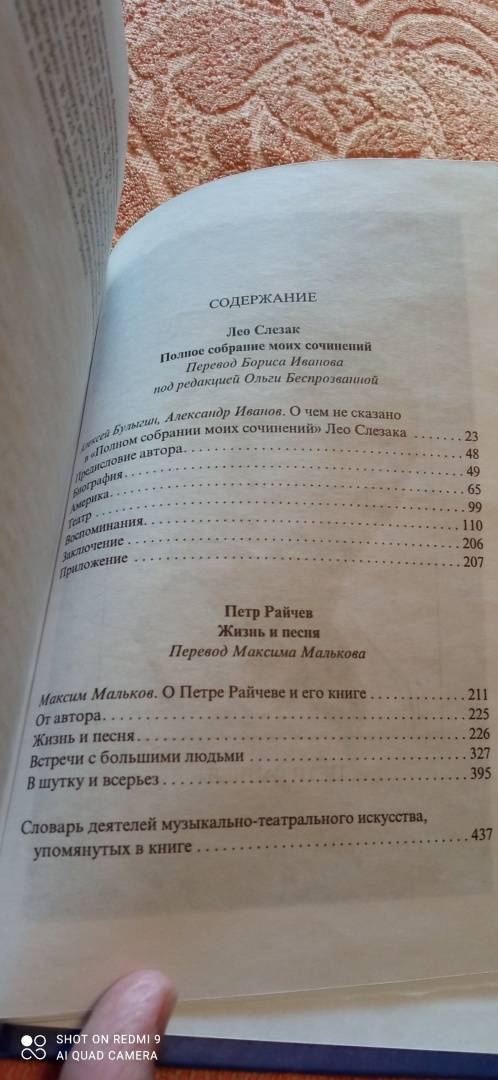 СОДЕРЖАНИЕ
Лео Слезак
Полное собрание моих сочинений
Перевод Бориса Иванова
под редакцией Ольги Беспрозванной
Алексей Булыгин, Александр Иванов. О чем не сказано
в «Полном собрании моих сочинений» Лео Слезака ....... 23
Предисловие автора. 48
Биография. 49
Америка. 65
Театр 99
Воспоминания. 110
Заключение 206
Приложение 207
Петр Райчев
Жизнь и песня
Перевод Максима Малькова
Максим Мальков. О Петре Райчеве и его книге 211
От автора. 225
Жизнь и песня. 226
Встречи с большими людьми 327
В шутку и всерьез. 395
Словарь деятелей музыкально-театрального искусства,
упомянутых в книге 437
SHOT ON REDMI 9
AI QUAD CAMERA